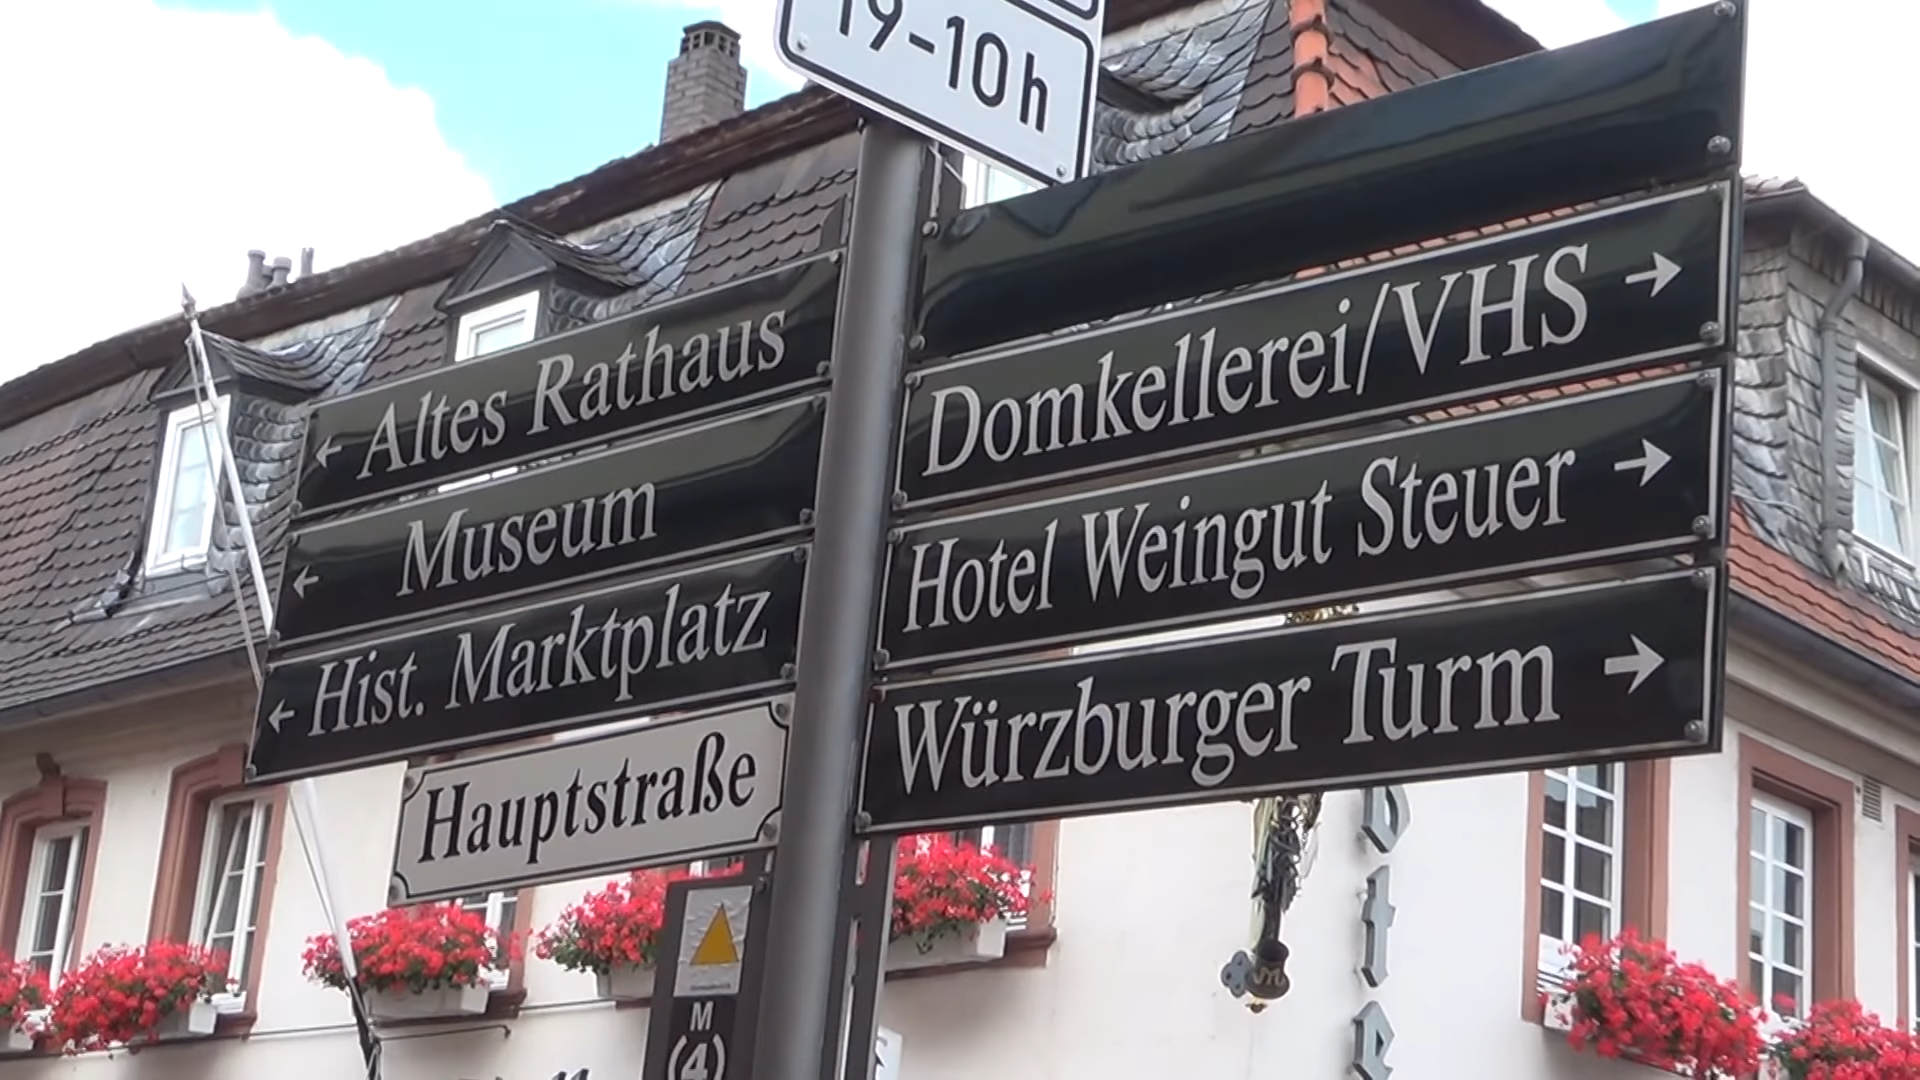 19-10h
← Altes Rathaus
← Museum
← Hist. Marktplatz
Hauptstraße
Domkellerei/VHS →
Hotel Weingut Steuer →
Würzburger Turm →
M
(4)